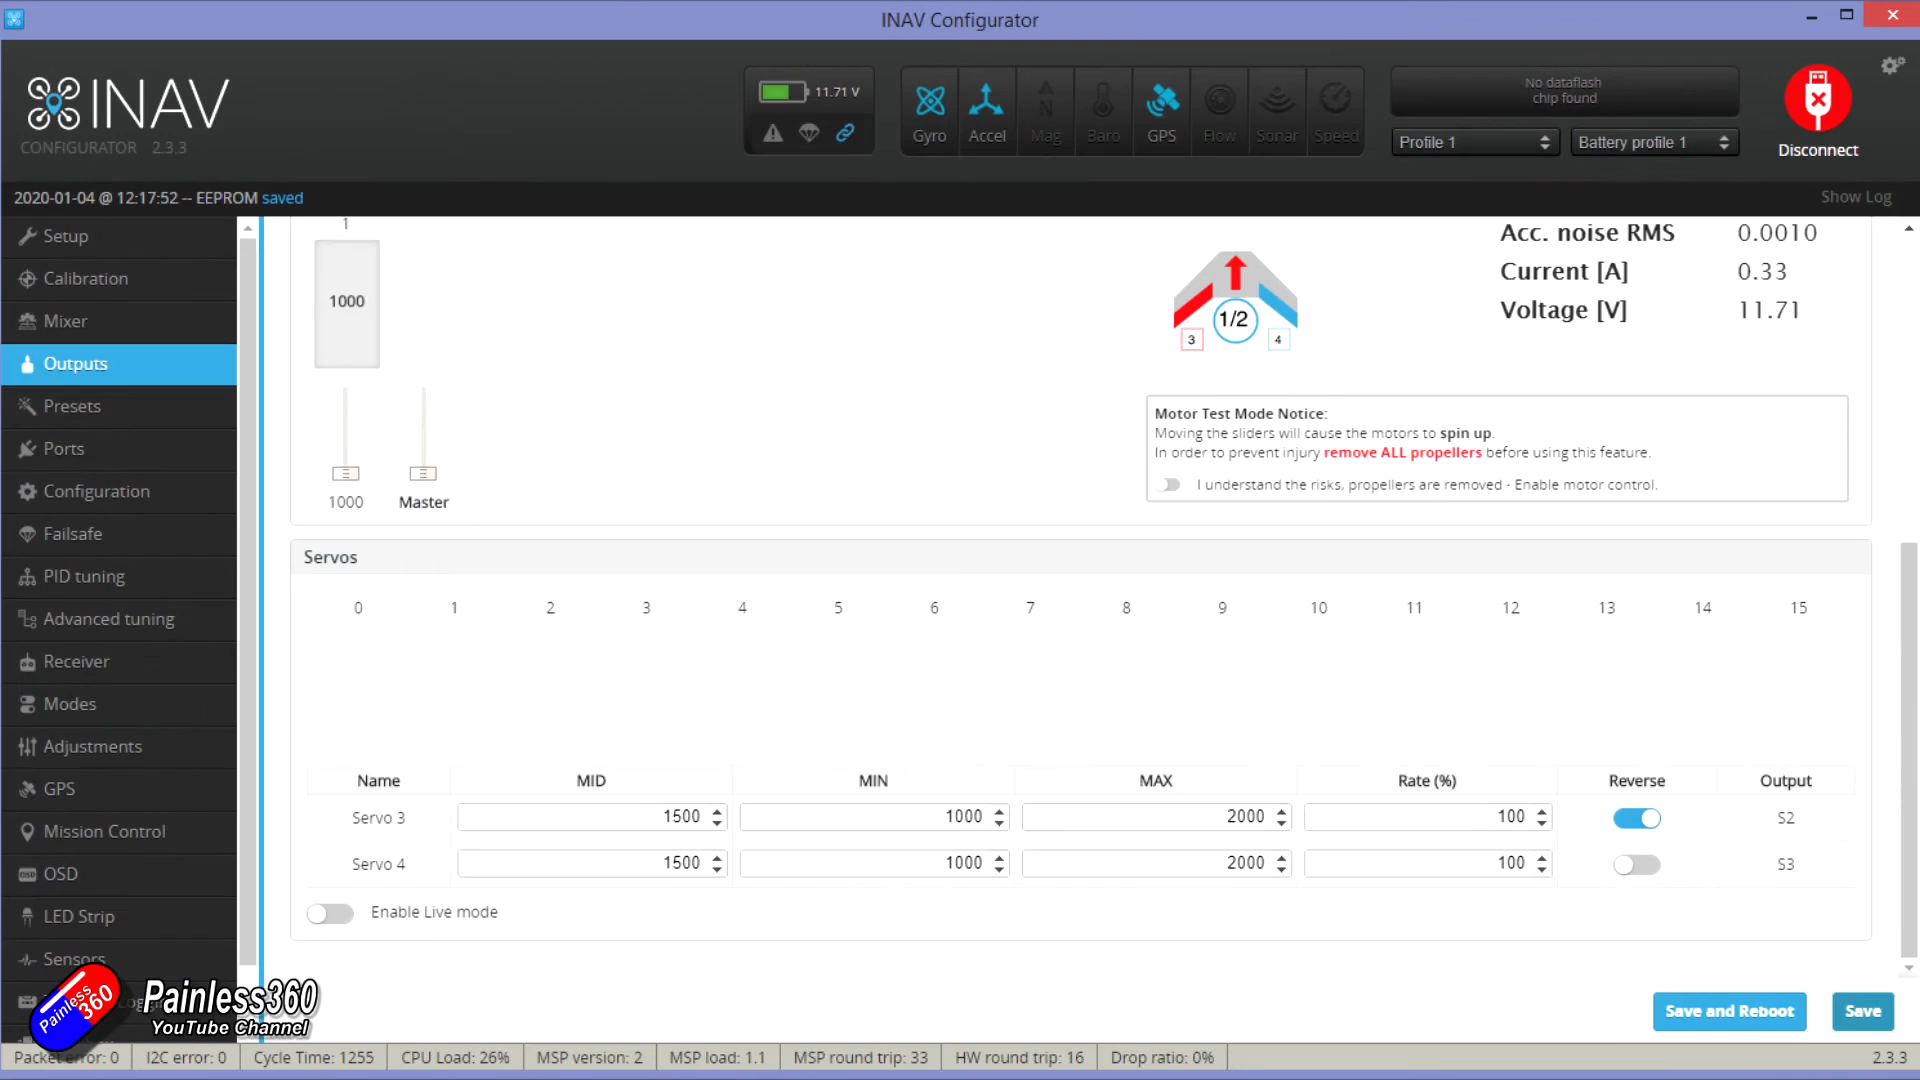 INAV Configurator
INAV
CONFIGURATOR 2.3.3
11.71 V
Gyro Accel Mag Baro GPS Flow Sonar Speed
No dataflash
chip found
Profile 1 Battery profile 1
Disconnect
2020-01-04 @ 12:17:52 -- EEPROM saved Show Log
Setup
Calibration
Mixer
Outputs
Presets
Ports
Configuration
Failsafe
PID tuning
Advanced tuning
Receiver
Modes
Adjustments
GPS
Mission Control
OSD
LED Strip
Sensors
1
1000
1000 Master
1/2
3 4
Acc. noise RMS 0.0010
Current [A] 0.33
Voltage [V] 11.71
Motor Test Mode Notice:
Moving the sliders will cause the motors to spin up.
In order to prevent injury remove ALL propellers before using this feature.
I understand the risks, propellers are removed - Enable motor control.
Servos
0 1 2 3 4 5 6 7 8 9 10 11 12 13 14 15
Name MID MIN MAX Rate (%) Reverse Output
Servo 3 1500 1000 2000 100 S2
Servo 4 1500 1000 2000 100 S3
Enable Live mode
Painless360
Painless360
YouTube Channel
Save and Reboot Save
Packet error: 0 I2C error: 0 Cycle Time: 1255 CPU Load: 26% MSP version: 2 MSP load: 1.1 MSP round trip: 33 HW round trip: 16 Drop ratio: 0% 2.3.3